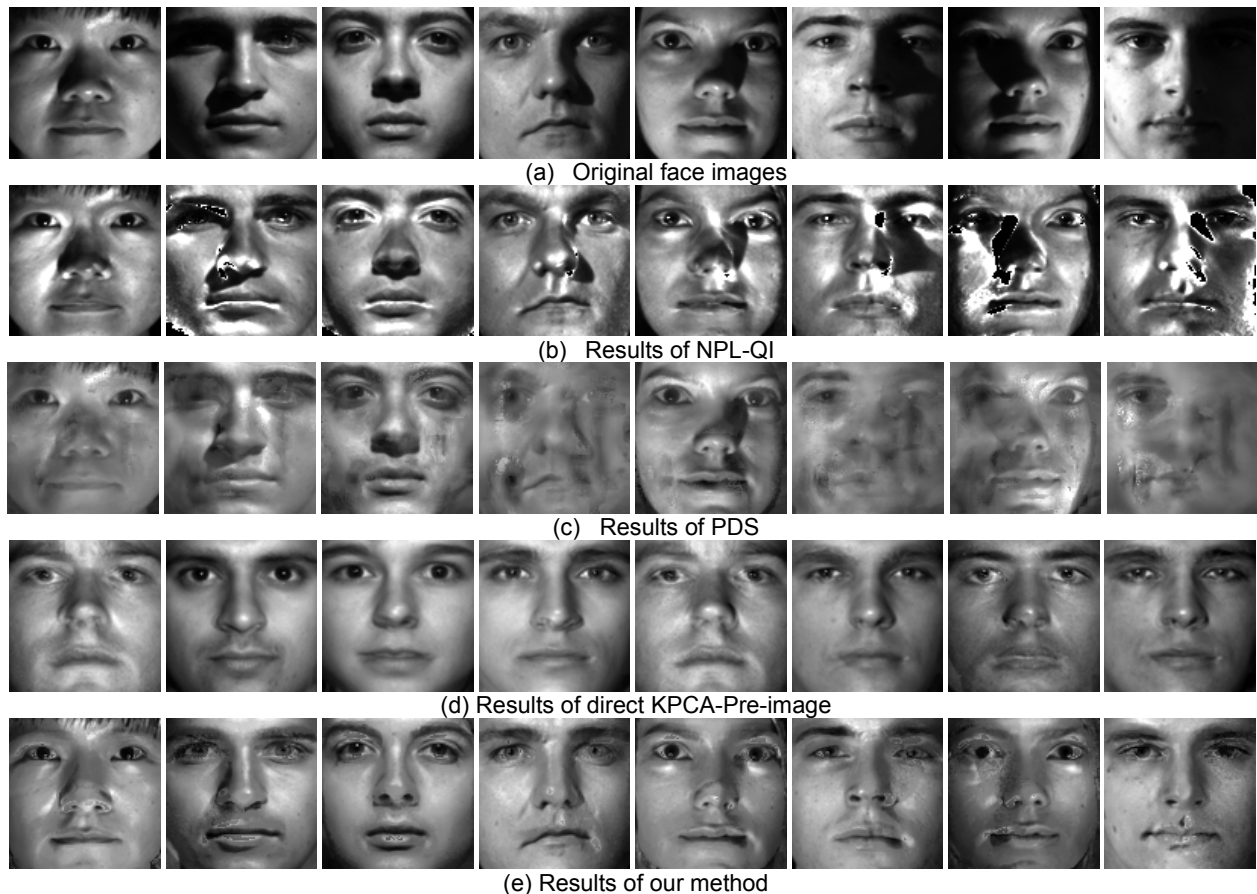 (a) Original face images
(b) Results of NPL-QI
(c) Results of PDS
(d) Results of direct KPCA-Pre-image
(e) Results of our method